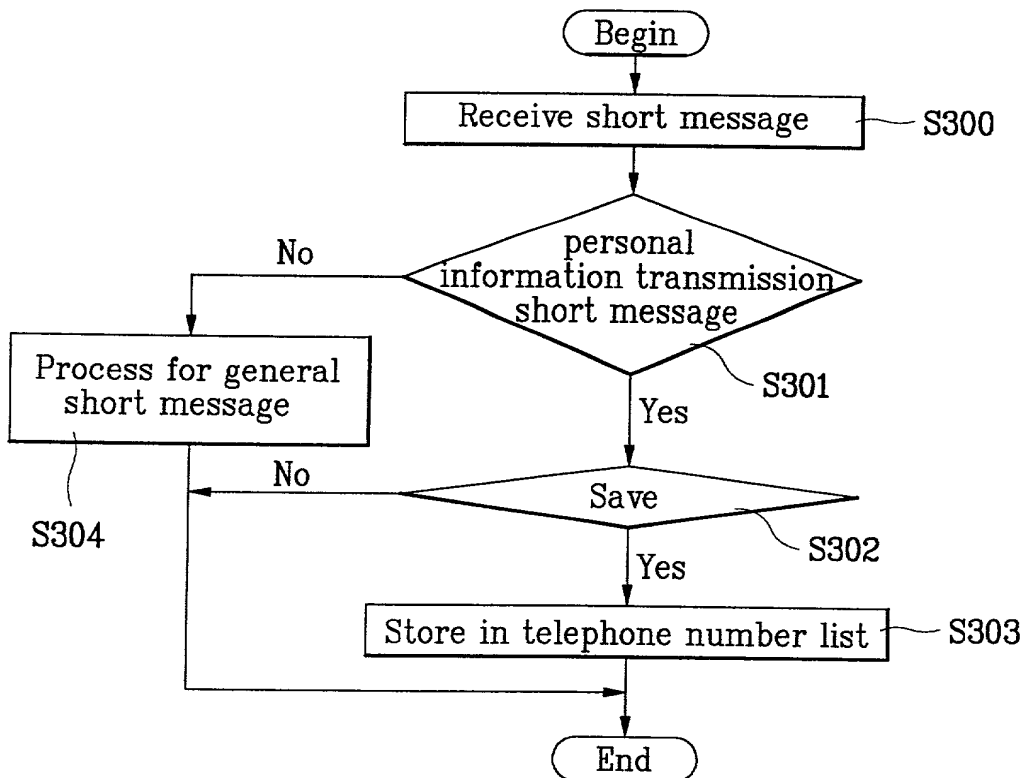 Begin
Receive short message
S300
No
personal
information transmission
short message
S301
Process for general
short message
S304
Yes
No
Save
S302
Yes
Store in telephone number list
S303
End